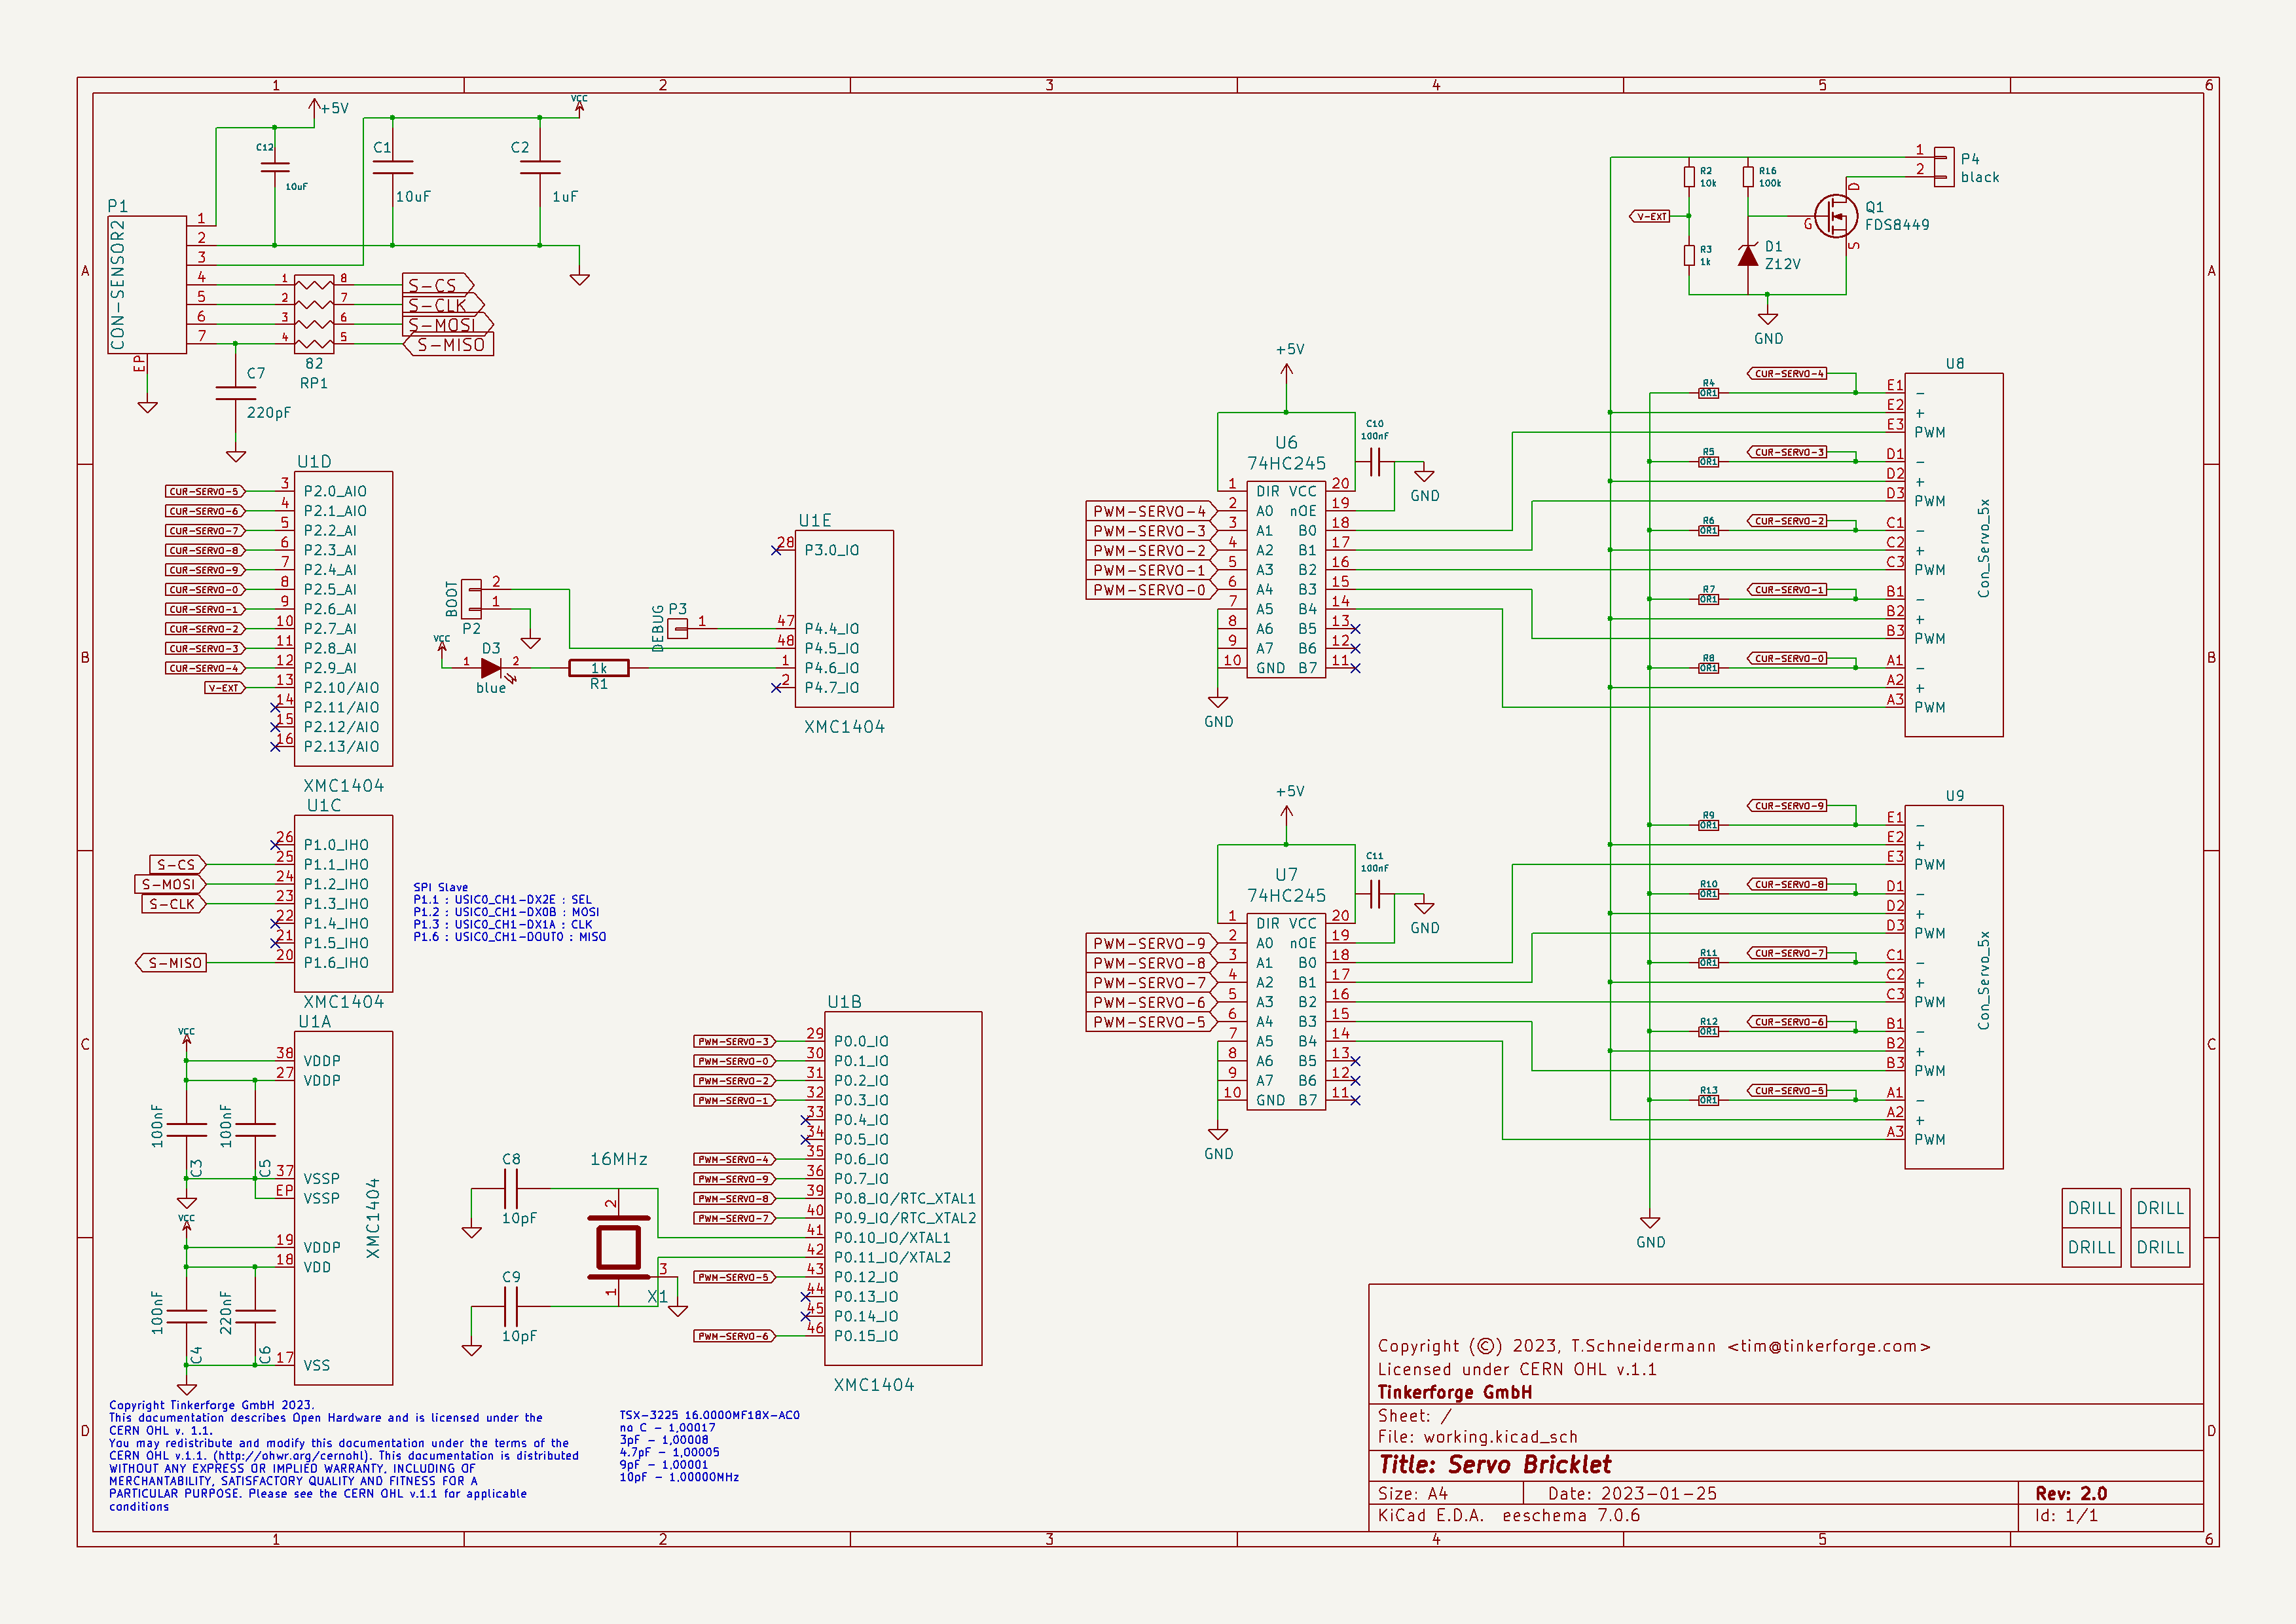 1 2 3 4 5 6
A B C D
+5V
VCC
C12
10uF
C1
10uF
C2
1uF
P1
CON-SENSOR2
1
2
3
4
5
6
7
EP
1 8
2 7
3 6
4 5
82
RP1
S-CS
S-CLK
S-MOSI
S-MISO
C7
220pF
U1D
CUR-SERVO-5 3 P2.0_AIO
CUR-SERVO-6 4 P2.1_AIO
CUR-SERVO-7 5 P2.2_AI
CUR-SERVO-8 6 P2.3_AI
CUR-SERVO-9 7 P2.4_AI
CUR-SERVO-0 8 P2.5_AI
CUR-SERVO-1 9 P2.6_AI
CUR-SERVO-2 10 P2.7_AI
CUR-SERVO-3 11 P2.8_AI
CUR-SERVO-4 12 P2.9_AI
V-EXT 13 P2.10/AIO
14 P2.11/AIO
15 P2.12/AIO
16 P2.13/AIO
XMC1404
U1C
26 P1.0_IHO
S-CS 25 P1.1_IHO
S-MOSI 24 P1.2_IHO
S-CLK 23 P1.3_IHO
22 P1.4_IHO
21 P1.5_IHO
S-MISO 20 P1.6_IHO
XMC1404
SPI Slave
P1.1 : USIC0_CH1-DX2E : SEL
P1.2 : USIC0_CH1-DX0B : MOSI
P1.3 : USIC0_CH1-DX1A : CLK
P1.6 : USIC0_CH1-DOUT0 : MISO
U1A
VCC
38 VDDP
27 VDDP
100nF
C3
100nF
C5
37 VSSP
EP VSSP
XMC1404
VCC
19 VDDP
18 VDD
100nF
C4
220nF
C6
17 VSS
U1E
28 P3.0_IO
47 P4.4_IO
48 P4.5_IO
1 P4.6_IO
2 P4.7_IO
XMC1404
BOOT
2
1
P2
DEBUG
P3
1
VCC
D3
1 2
blue
1k
R1
U1B
PWM-SERVO-3 29 P0.0_IO
PWM-SERVO-0 30 P0.1_IO
PWM-SERVO-2 31 P0.2_IO
PWM-SERVO-1 32 P0.3_IO
33 P0.4_IO
34 P0.5_IO
PWM-SERVO-4 35 P0.6_IO
PWM-SERVO-9 36 P0.7_IO
PWM-SERVO-8 39 P0.8_IO/RTC_XTAL1
PWM-SERVO-7 40 P0.9_IO/RTC_XTAL2
41 P0.10_IO/XTAL1
42 P0.11_IO/XTAL2
PWM-SERVO-5 43 P0.12_IO
44 P0.13_IO
45 P0.14_IO
PWM-SERVO-6 46 P0.15_IO
XMC1404
C8
10pF
C9
10pF
16MHz
2
1
3
X1
+5V
U6
74HC245
C10
100nF
GND
1 DIR VCC 20
PWM-SERVO-4 2 A0 nOE 19
PWM-SERVO-3 3 A1 B0 18
PWM-SERVO-2 4 A2 B1 17
PWM-SERVO-1 5 A3 B2 16
PWM-SERVO-0 6 A4 B3 15
7 A5 B4 14
8 A6 B5 13
9 A7 B6 12
10 GND B7 11
GND
+5V
U7
74HC245
C11
100nF
GND
1 DIR VCC 20
PWM-SERVO-9 2 A0 nOE 19
PWM-SERVO-8 3 A1 B0 18
PWM-SERVO-7 4 A2 B1 17
PWM-SERVO-6 5 A3 B2 16
PWM-SERVO-5 6 A4 B3 15
7 A5 B4 14
8 A6 B5 13
9 A7 B6 12
10 GND B7 11
GND
R2
10k
R16
100k
V-EXT
R3
1k
D1
Z12V
G
D
S
Q1
FDS8449
1
2
P4
black
GND
U8
CUR-SERVO-4
R4
0R1
E1 -
E2 +
E3 PWM
CUR-SERVO-3
R5
0R1
D1 -
D2 +
D3 PWM
CUR-SERVO-2
R6
0R1
C1 -
C2 +
C3 PWM
CUR-SERVO-1
R7
0R1
B1 -
B2 +
B3 PWM
CUR-SERVO-0
R8
0R1
A1 -
A2 +
A3 PWM
Con_Servo_5x
U9
CUR-SERVO-9
R9
0R1
E1 -
E2 +
E3 PWM
CUR-SERVO-8
R10
0R1
D1 -
D2 +
D3 PWM
CUR-SERVO-7
R11
0R1
C1 -
C2 +
C3 PWM
CUR-SERVO-6
R12
0R1
B1 -
B2 +
B3 PWM
CUR-SERVO-5
R13
0R1
A1 -
A2 +
A3 PWM
Con_Servo_5x
GND
DRILL DRILL
DRILL DRILL
Copyright Tinkerforge GmbH 2023.
This documentation describes Open Hardware and is licensed under the
CERN OHL v. 1.1.
You may redistribute and modify this documentation under the terms of the
CERN OHL v.1.1. (http://ohwr.org/cernohl). This documentation is distributed
WITHOUT ANY EXPRESS OR IMPLIED WARRANTY, INCLUDING OF
MERCHANTABILITY, SATISFACTORY QUALITY AND FITNESS FOR A
PARTICULAR PURPOSE. Please see the CERN OHL v.1.1 for applicable
conditions
TSX-3225 16.0000MF18X-AC0
no C - 1,00017
3pF - 1,00008
4.7pF - 1,00005
9pF - 1,00001
10pF - 1,00000MHz
Copyright (©) 2023, T.Schneidermann <tim@tinkerforge.com>
Licensed under CERN OHL v.1.1
Tinkerforge GmbH
Sheet: /
File: working.kicad_sch
Title: Servo Bricklet
Size: A4 Date: 2023-01-25 Rev: 2.0
KiCad E.D.A. eeschema 7.0.6 Id: 1/1
1 2 3 4 5 6
A B C D